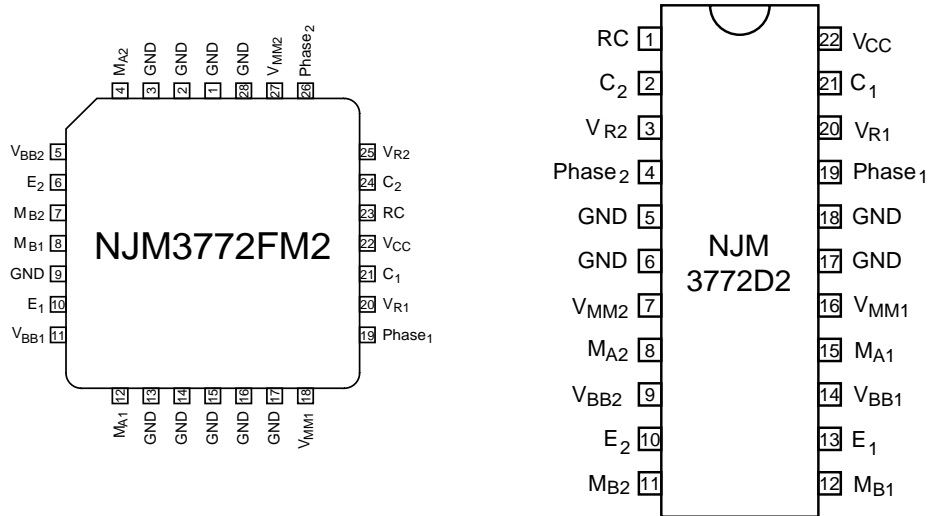 MA2
GND
GND
GND
GND
VMM2
Phase2
4
3
2
1
28
27
26
VBB2 5
E2 6
MB2 7
MB1 8
GND 9
E1 10
VBB1 11
NJM3772FM2
25 VR2
24 C2
23 RC
22 VCC
21 C1
20 VR1
19 Phase1
12
13
14
15
16
17
18
MA1
GND
GND
GND
GND
GND
VMM1
RC 1
C2 2
VR2 3
Phase2 4
GND 5
GND 6
VMM2 7
MA2 8
VBB2 9
E2 10
MB2 11
NJM
3772D2
22 VCC
21 C1
20 VR1
19 Phase1
18 GND
17 GND
16 VMM1
15 MA1
14 VBB1
13 E1
12 MB1